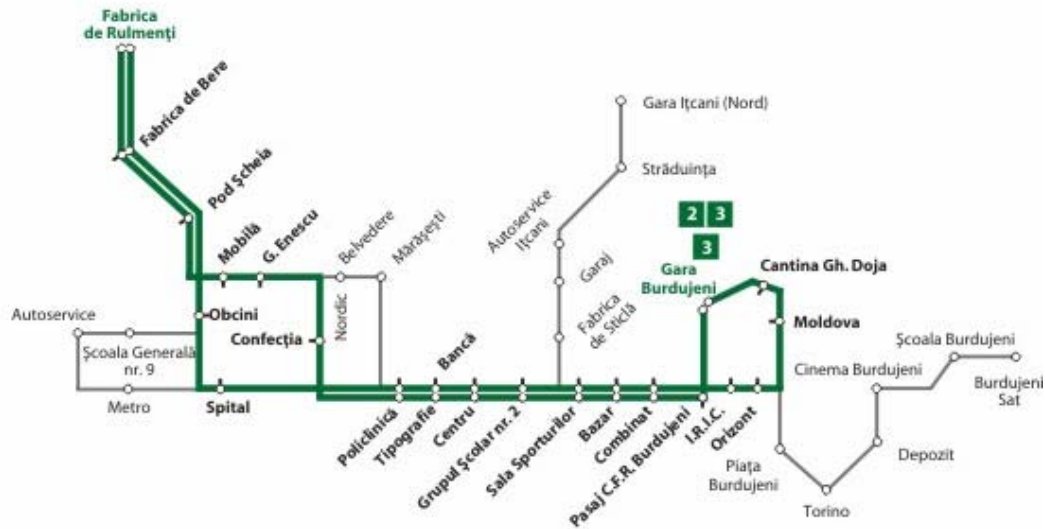 Fabrica
de Rulmenți
Fabrica de Bere
Pod Șcheia
Mobilă
G. Enescu
Belvedere
Mărășești
Nordic
Obcini
Confecția
Autoservice
Școala Generală
nr. 9
Metro
Spital
Policlinică
Tipografie
Bancă
Centru
Grupul Școlar nr. 2
Sala Sporturilor
Bazar
Combinat
Pasaj C.F.R. Burdujeni
I.R.I.C.
Orizont
Gara Ițcani (Nord)
Străduința
Autoservice
Ițcani
Garaj
Fabrica
de Sticlă
2 3
3
Gara
Burdujeni
Cantina Gh. Doja
Moldova
Școala Burdujeni
Cinema Burdujeni
Burdujeni
Sat
Depozit
Piața
Burdujeni
Torino